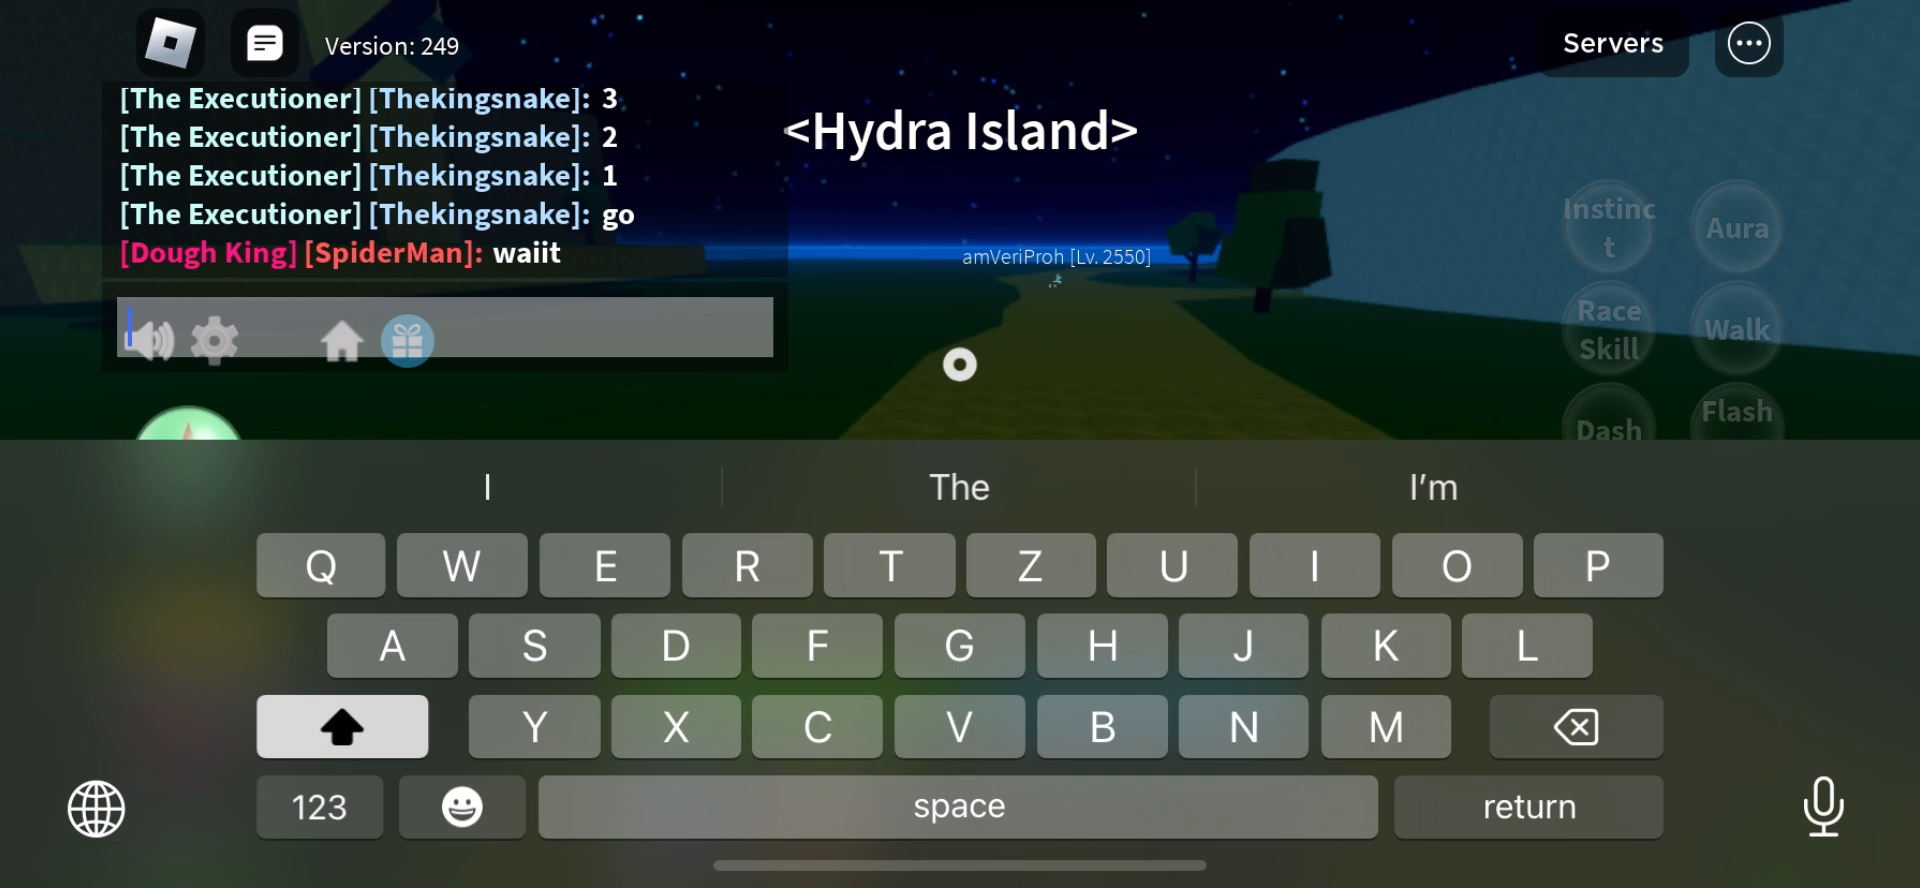 Version: 249
Servers
[The Executioner] [Thekingsnake]: 3
[The Executioner] [Thekingsnake]: 2
[The Executioner] [Thekingsnake]: 1
[The Executioner] [Thekingsnake]: go
[Dough King] [SpiderMan]: waiit
<Hydra Island>
amVeriProh [Lv. 2550]
Instinc
t
Aura
Race
Skill
Walk
Dash
Flash
I
The
I'm
Q W E R T Z U I O P
A S D F G H J K L
Y X C V B N M
123
space
return